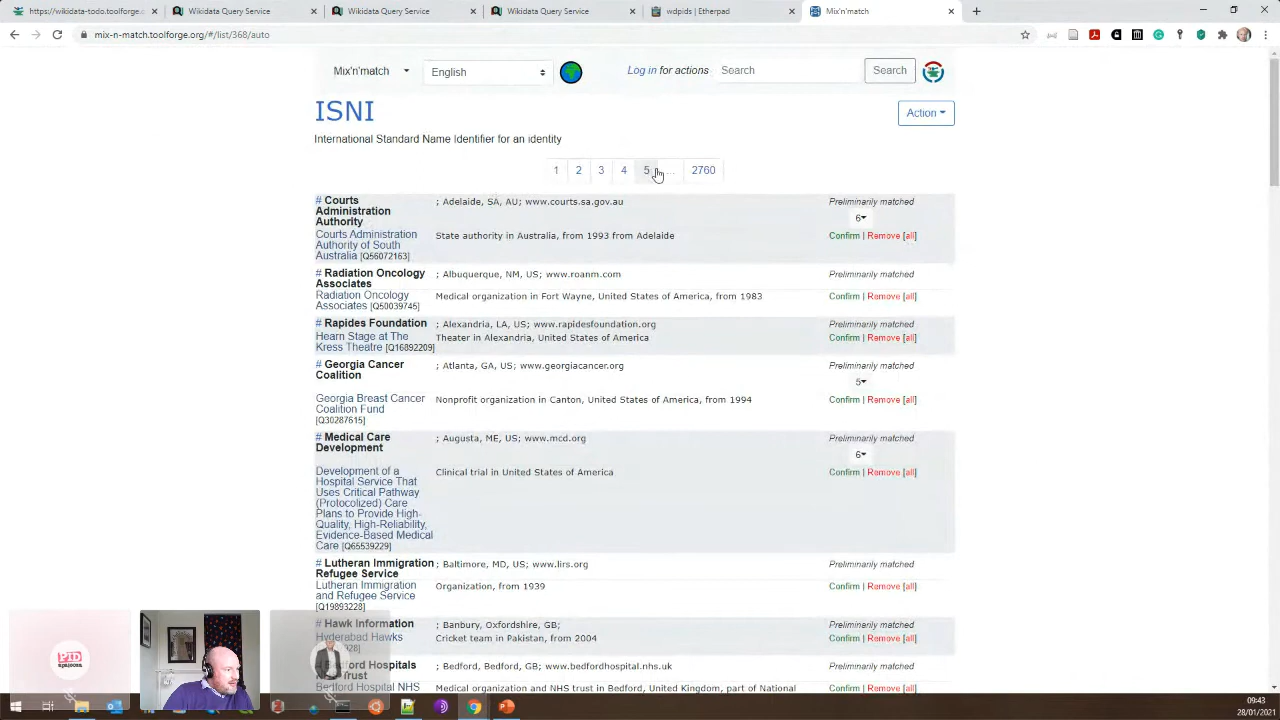 https://wikidata-todo.toolforge.c
Wikidata Query Service
Wikidata Query Service
Wikidata Query Service
wdpids | Etherpad
Mix'n'match
mix-n-match.toolforge.org/#/list/368/auto
Mix'n'match
English
Log in for actions
Search
Search
ISNI
Action
International Standard Name Identifier for an identity
1 2 3 4 5 ... 2760
# Courts Administration Authority
; Adelaide, SA, AU; www.courts.sa.gov.au
Preliminarily matched
6
Courts Administration Authority of South Australia [Q56072163]
State authority in Australia, from 1993 from Adelaide
Confirm | Remove [all]
# Radiation Oncology Associates
; Albuquerque, NM, US; www.roanm.com
Preliminarily matched
Radiation Oncology Associates [Q50039745]
Medical organization in Fort Wayne, United States of America, from 1983
Confirm | Remove [all]
# Rapides Foundation
; Alexandria, LA, US; www.rapidesfoundation.org
Preliminarily matched
Hearn Stage at The Kress Theatre [Q16892209]
Theater in Alexandria, United States of America
Confirm | Remove [all]
# Georgia Cancer Coalition
; Atlanta, GA, US; www.georgiacancer.org
Preliminarily matched
5
Georgia Breast Cancer Coalition Fund [Q30287615]
Nonprofit organization in Canton, United States of America, from 1994
Confirm | Remove [all]
# Medical Care Development
; Augusta, ME, US; www.mcd.org
Preliminarily matched
6
Development of a Hospital Service That Uses Critical Pathway (Protocolized) Care Plans to Provide High-Quality, High-Reliability, Evidence-Based Medical Care [Q65539229]
Clinical trial in United States of America
Confirm | Remove [all]
# Lutheran Immigration Refugee Service
; Baltimore, MD, US; www.lirs.org
Preliminarily matched
Lutheran Immigration and Refugee Service [Q19893228]
Organization, from 1939
Confirm | Remove [all]
# Hawk Information
; Banbury, Oxfordshire, GB;
Preliminarily matched
Hyderabad Hawks
Cricket team in Pakistan, from 2004
Confirm | Remove [all]
Bedford Hospitals
; Bedford, Bedford, GB; www.bedfordhospital.nhs.uk
Preliminarily matched
Trust
Bedford Hospital NHS
Medical organization and NHS trust in Bedford, United Kingdom, part of National
Confirm | Remove [all]
PID
09:43
28/01/2021